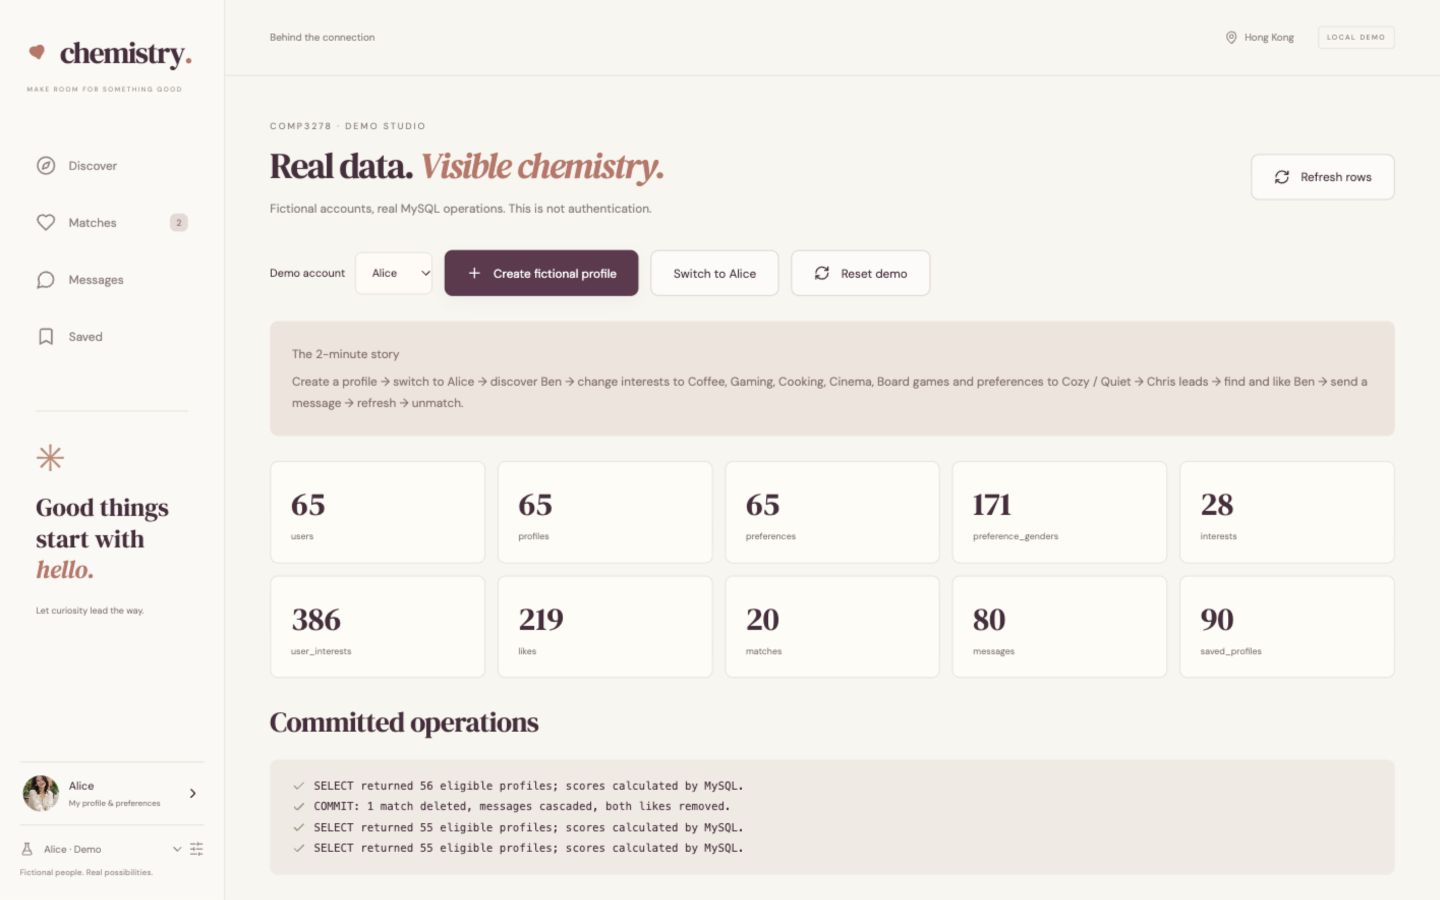 chemistry.
MAKE ROOM FOR SOMETHING GOOD
Discover
Matches 2
Messages
Saved
Good things
start with
hello.
Let curiosity lead the way.
Alice
My profile & preferences
Alice · Demo
Fictional people. Real possibilities.
Behind the connection
Hong Kong
LOCAL DEMO
COMP3278 · DEMO STUDIO
Real data. Visible chemistry.
Fictional accounts, real MySQL operations. This is not authentication.
Refresh rows
Demo account Alice Create fictional profile Switch to Alice Reset demo
The 2-minute story
Create a profile → switch to Alice → discover Ben → change interests to Coffee, Gaming, Cooking, Cinema, Board games and preferences to Cozy / Quiet → Chris leads → find and like Ben → send a
message → refresh → unmatch.
65 65 65 171 28
users profiles preferences preference_genders interests
386 219 20 80 90
user_interests likes matches messages saved_profiles
Committed operations
SELECT returned 56 eligible profiles; scores calculated by MySQL.
COMMIT: 1 match deleted, messages cascaded, both likes removed.
SELECT returned 55 eligible profiles; scores calculated by MySQL.
SELECT returned 55 eligible profiles; scores calculated by MySQL.